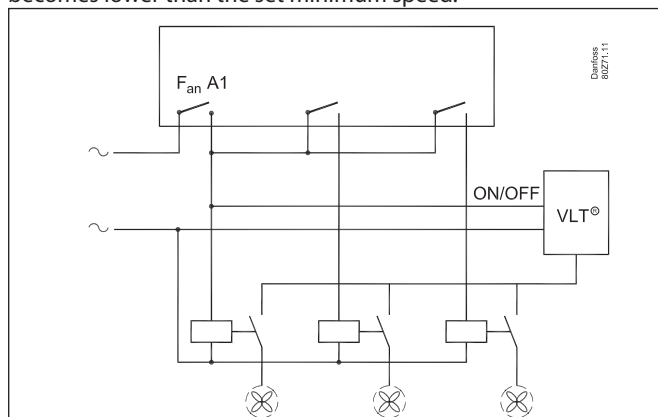 becomes lower than the set minimum speed.
Danfoss
80Z71.11
Fan A1
ON/OFF
VLT®